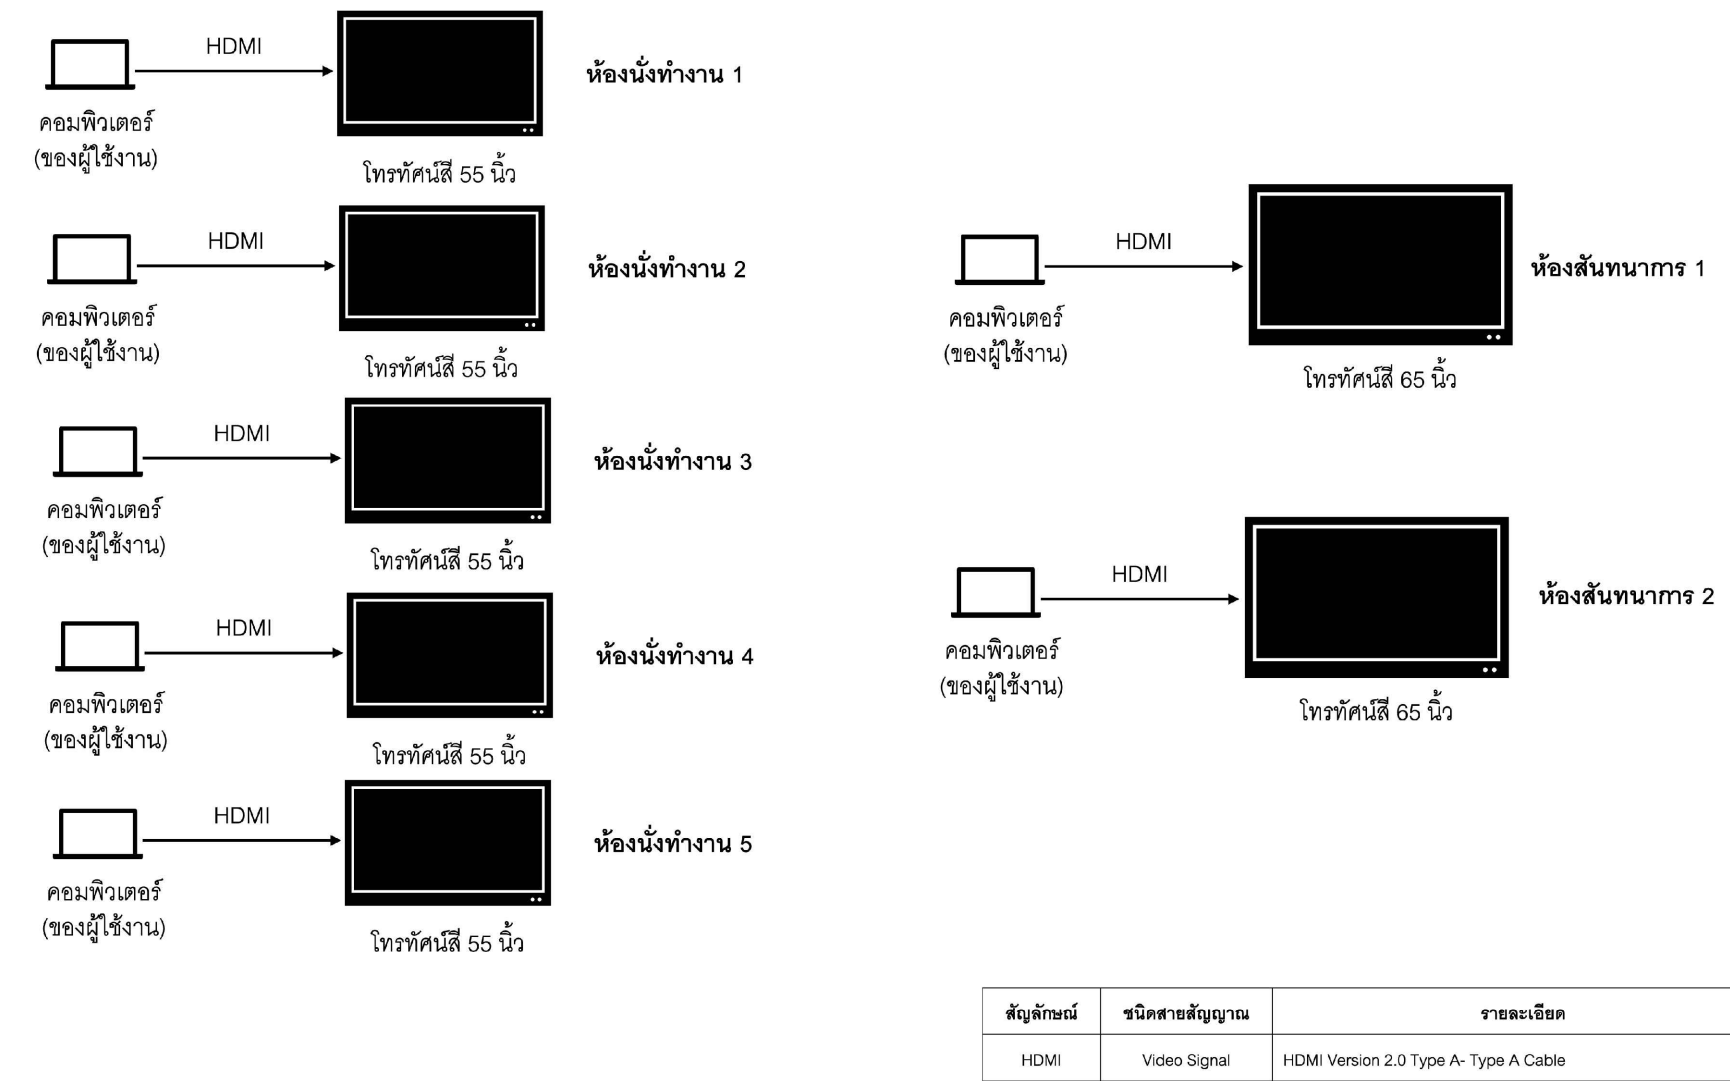 HDMI
ห้องนั่งทำงาน 1
คอมพิวเตอร์
(ของผู้ใช้งาน)
โทรทัศน์สี 55 นิ้ว
HDMI
ห้องนั่งทำงาน 2
คอมพิวเตอร์
(ของผู้ใช้งาน)
โทรทัศน์สี 55 นิ้ว
HDMI
ห้องนั่งทำงาน 3
คอมพิวเตอร์
(ของผู้ใช้งาน)
โทรทัศน์สี 55 นิ้ว
HDMI
ห้องนั่งทำงาน 4
คอมพิวเตอร์
(ของผู้ใช้งาน)
โทรทัศน์สี 55 นิ้ว
HDMI
ห้องนั่งทำงาน 5
คอมพิวเตอร์
(ของผู้ใช้งาน)
โทรทัศน์สี 55 นิ้ว
HDMI
ห้องสันทนาการ 1
คอมพิวเตอร์
(ของผู้ใช้งาน)
โทรทัศน์สี 65 นิ้ว
HDMI
ห้องสันทนาการ 2
คอมพิวเตอร์
(ของผู้ใช้งาน)
โทรทัศน์สี 65 นิ้ว
สัญลักษณ์ ชนิดสายสัญญาณ รายละเอียด
HDMI Video Signal HDMI Version 2.0 Type A- Type A Cable